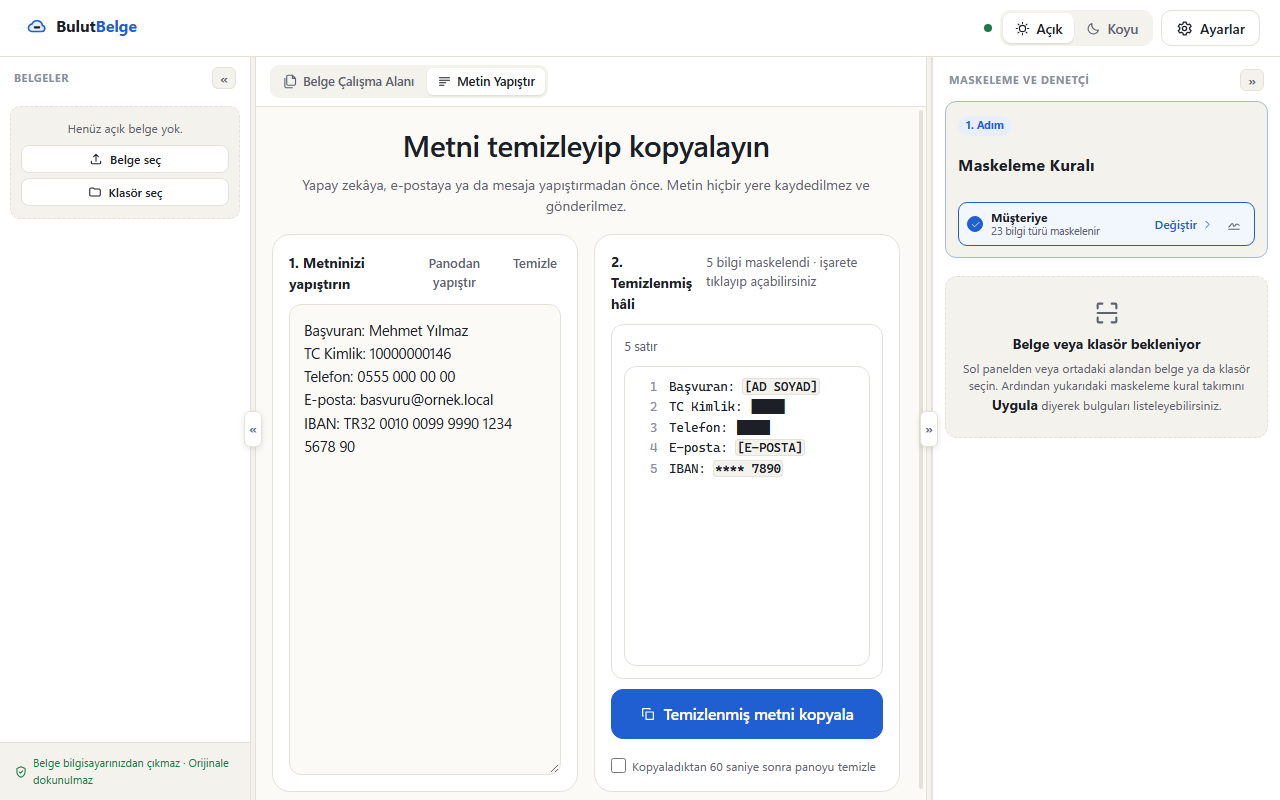 BulutBelge
Açık
Koyu
Ayarlar
BELGELER
«
Henüz açık belge yok.
Belge seç
Klasör seç
«
Belge bilgisayarınızdan çıkmaz · Orijinale
dokunulmaz
Belge Çalışma Alanı
Metin Yapıştır
Metni temizleyip kopyalayın
Yapay zekâya, e-postaya ya da mesaja yapıştırmadan önce. Metin hiçbir yere kaydedilmez ve
gönderilmez.
1. Metninizi
yapıştırın
Panodan
yapıştır
Temizle
Başvuran: Mehmet Yılmaz
TC Kimlik: 10000000146
Telefon: 0555 000 00 00
E-posta: basvuru@ornek.local
IBAN: TR32 0010 0099 9990 1234
5678 90
2.
Temizlenmiş
hâli
5 bilgi maskelendi · işarete
tıklayıp açabilirsiniz
5 satır
1 Başvuran: [AD SOYAD]
2 TC Kimlik: ████
3 Telefon: ████
4 E-posta: [E-POSTA]
5 IBAN: **** 7890
Temizlenmiş metni kopyala
Kopyaladıktan 60 saniye sonra panoyu temizle
»
MASKELEME VE DENETÇİ
»
1. Adım
Maskeleme Kuralı
Müşteriye
23 bilgi türü maskelenir
Değiştir
Belge veya klasör bekleniyor
Sol panelden veya ortadaki alandan belge ya da klasör
seçin. Ardından yukarıdaki maskeleme kural takımını
Uygula diyerek bulguları listeleyebilirsiniz.